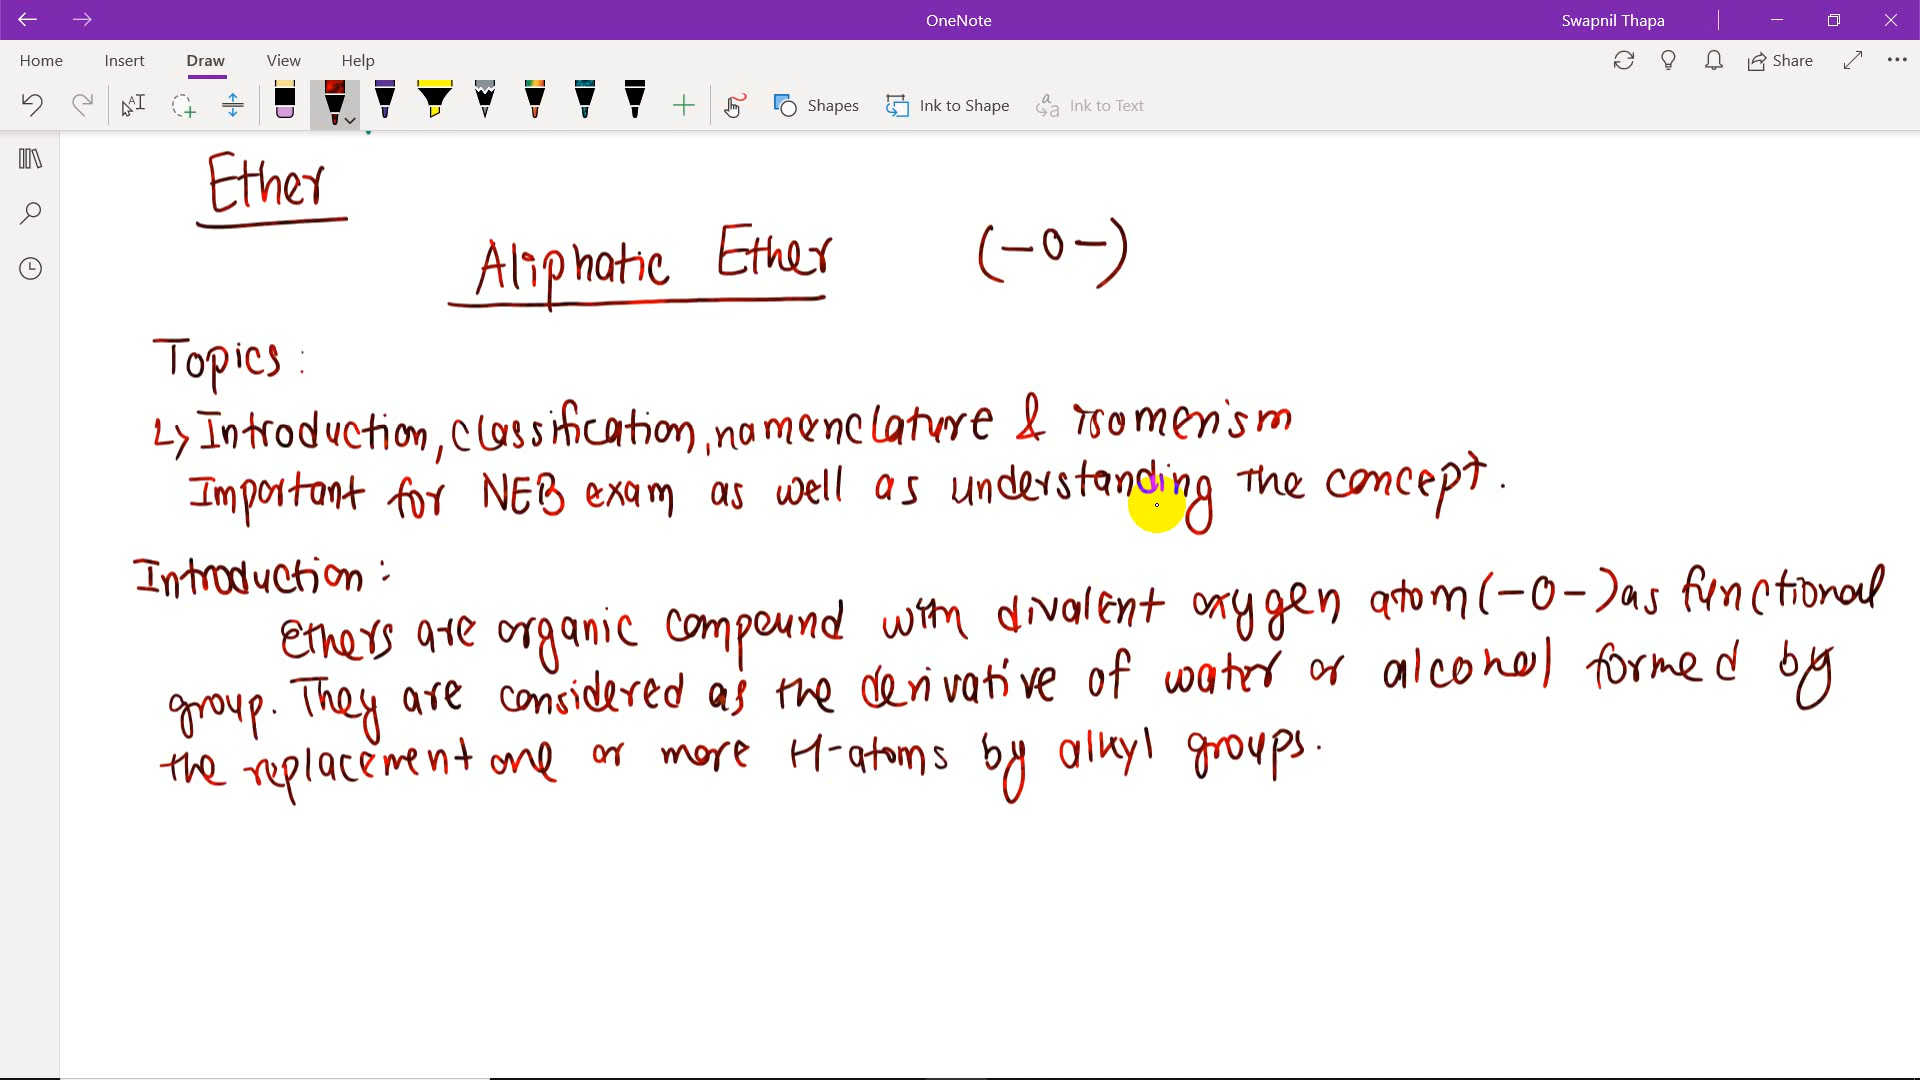 OneNote
Swapnil Thapa
Home Insert Draw View Help
Share
Shapes Ink to Shape Ink to Text
Ether
Aliphatic Ether (-O-)
Topics:
↳ Introduction, classification, namenclature & isomerism
Important for NEB exam as well as understanding the concept.
Introduction:
Ethers are organic compound with divalent oxygen atom (-O-) as functional
group. They are considered as the derivative of water or alcohol formed by
the replacement one or more H-atoms by alkyl groups.